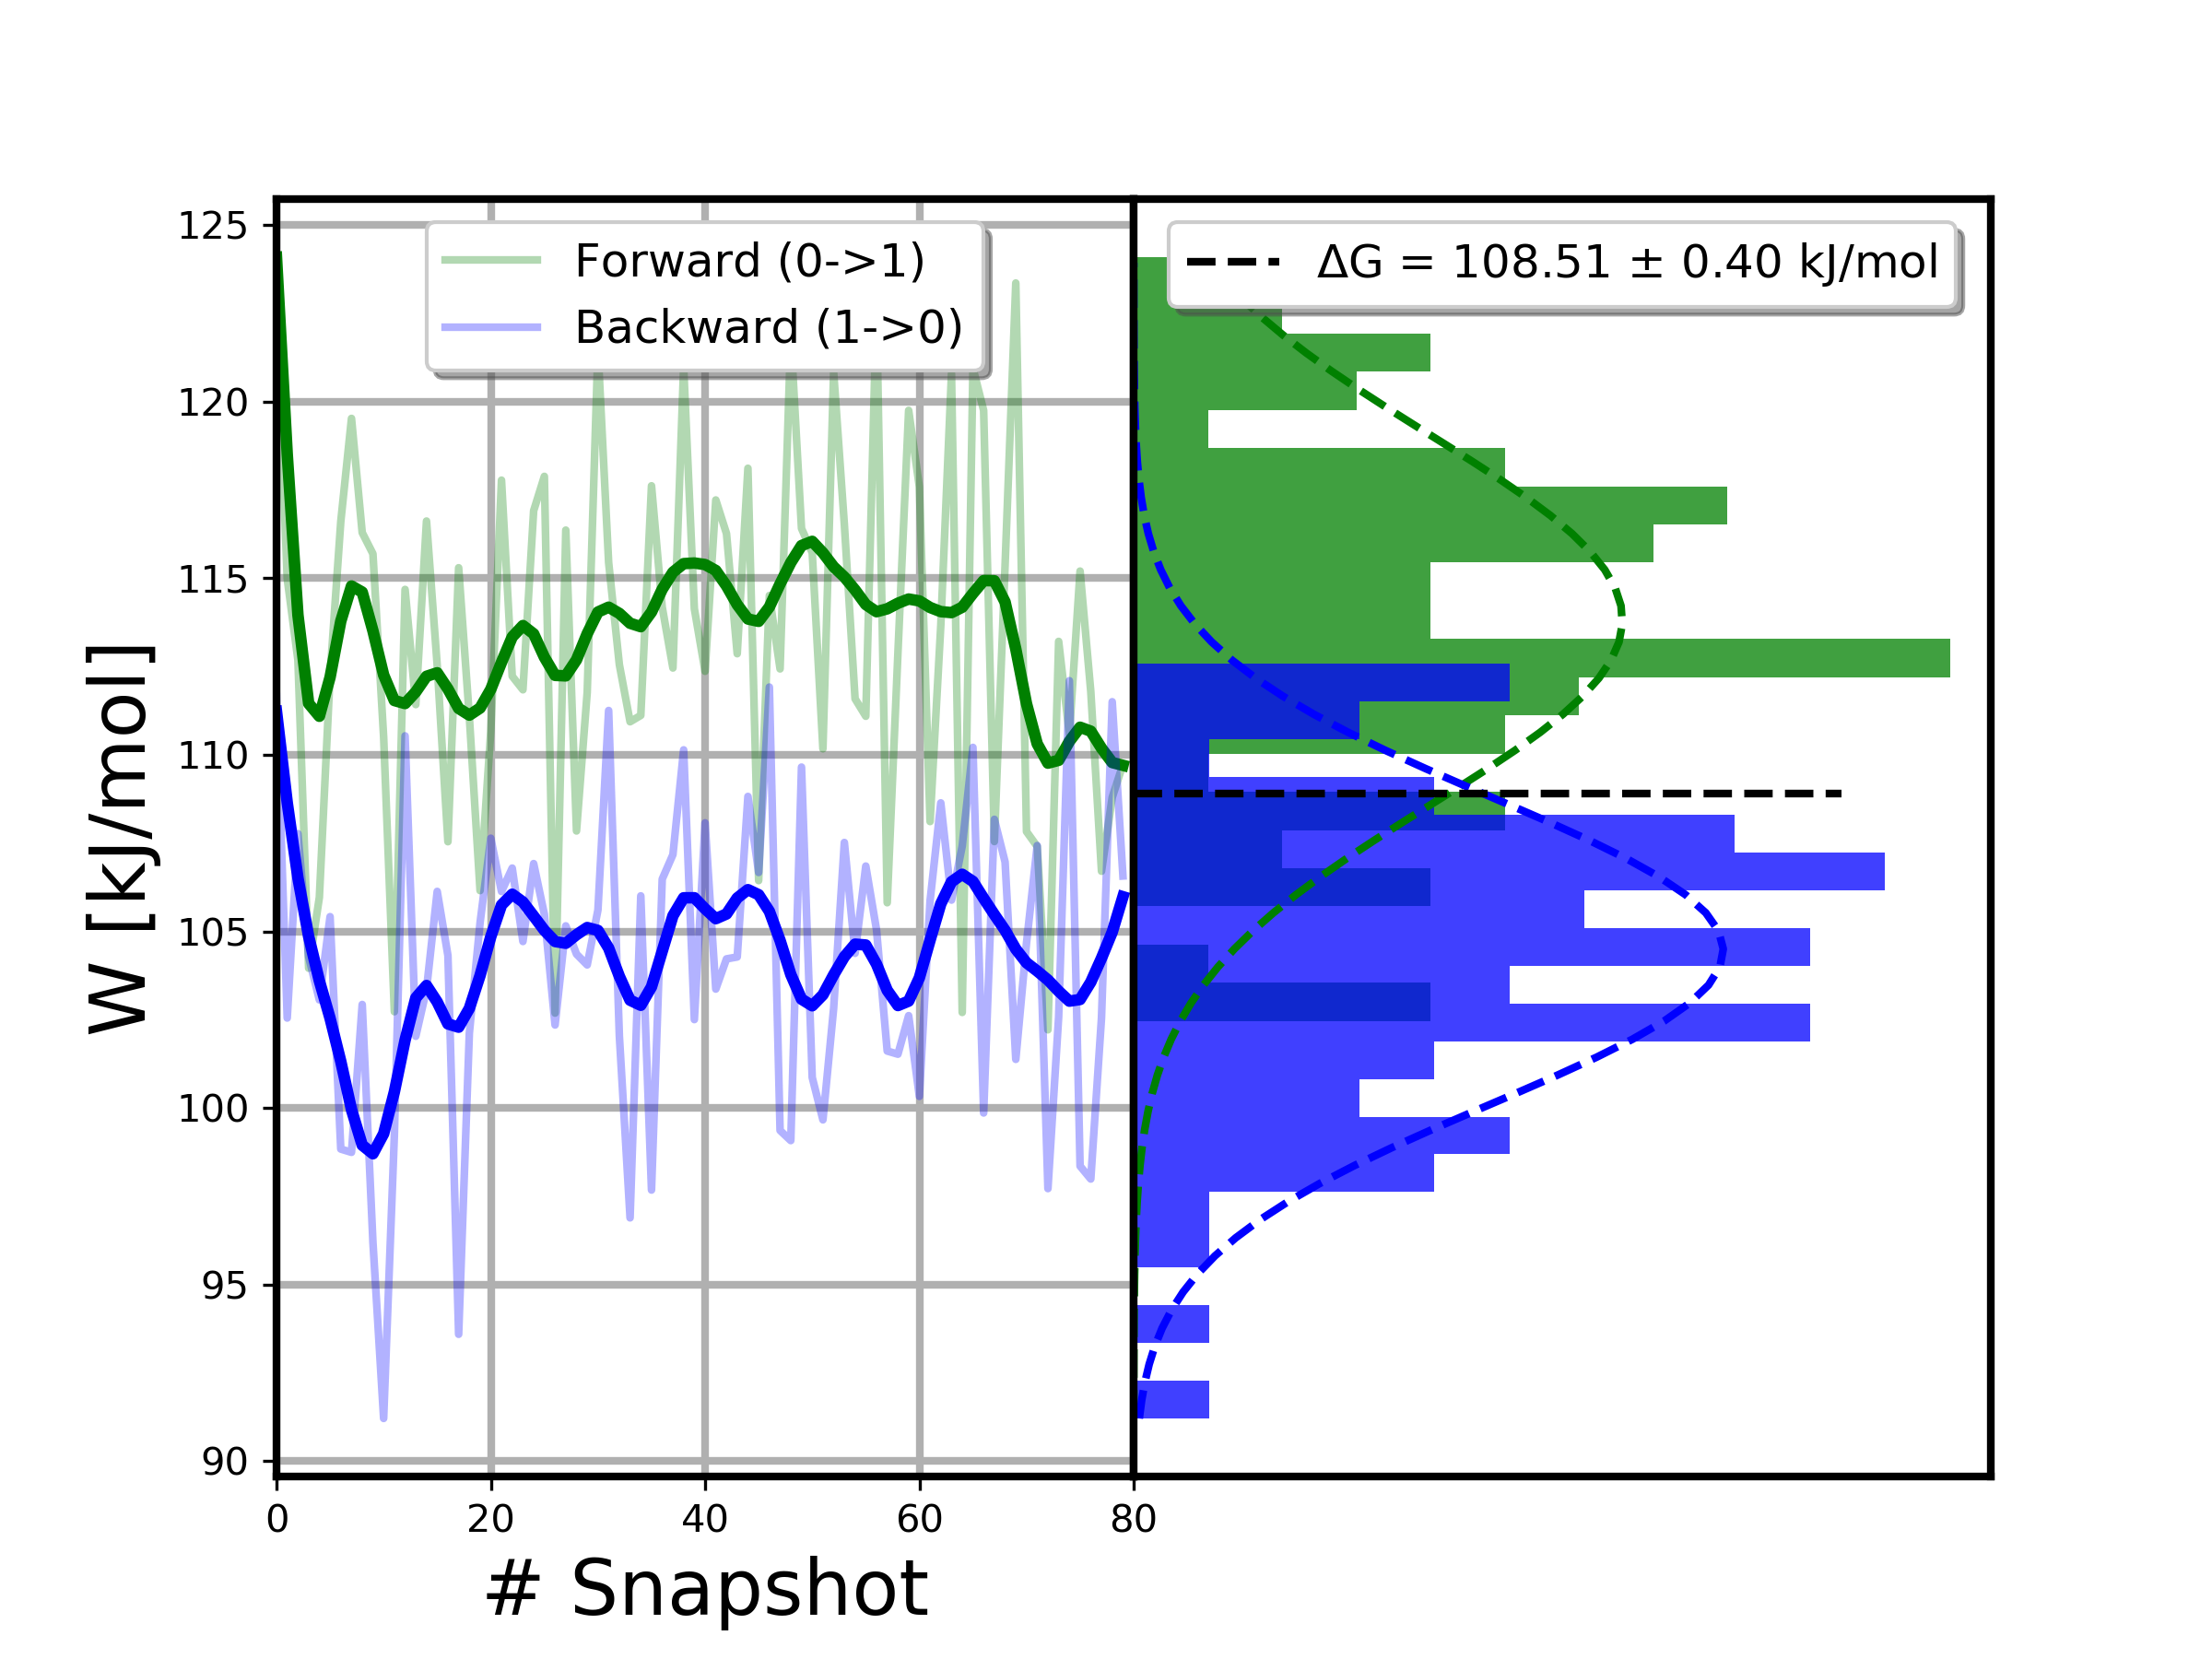 Forward (0->1)
Backward (1->0)
ΔG = 108.51 ± 0.40 kJ/mol
W [kJ/mol]
125
120
115
110
105
100
95
90
0 20 40 60 80
# Snapshot